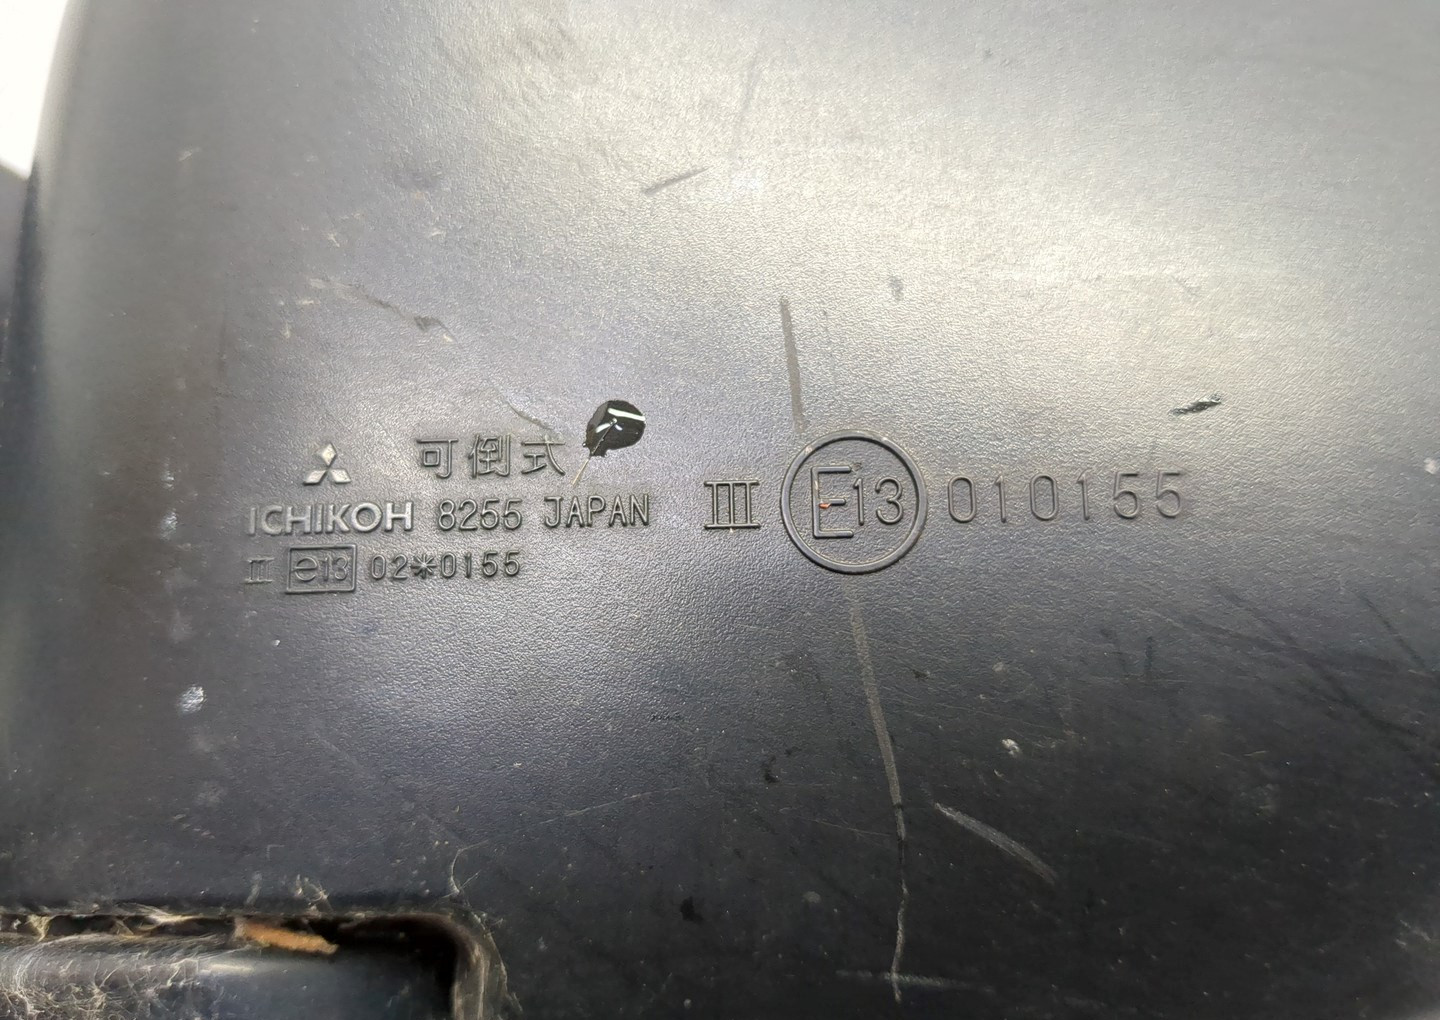 可倒式
ICHIKOH 8255 JAPAN
II e13 02*0155
III E13 010155